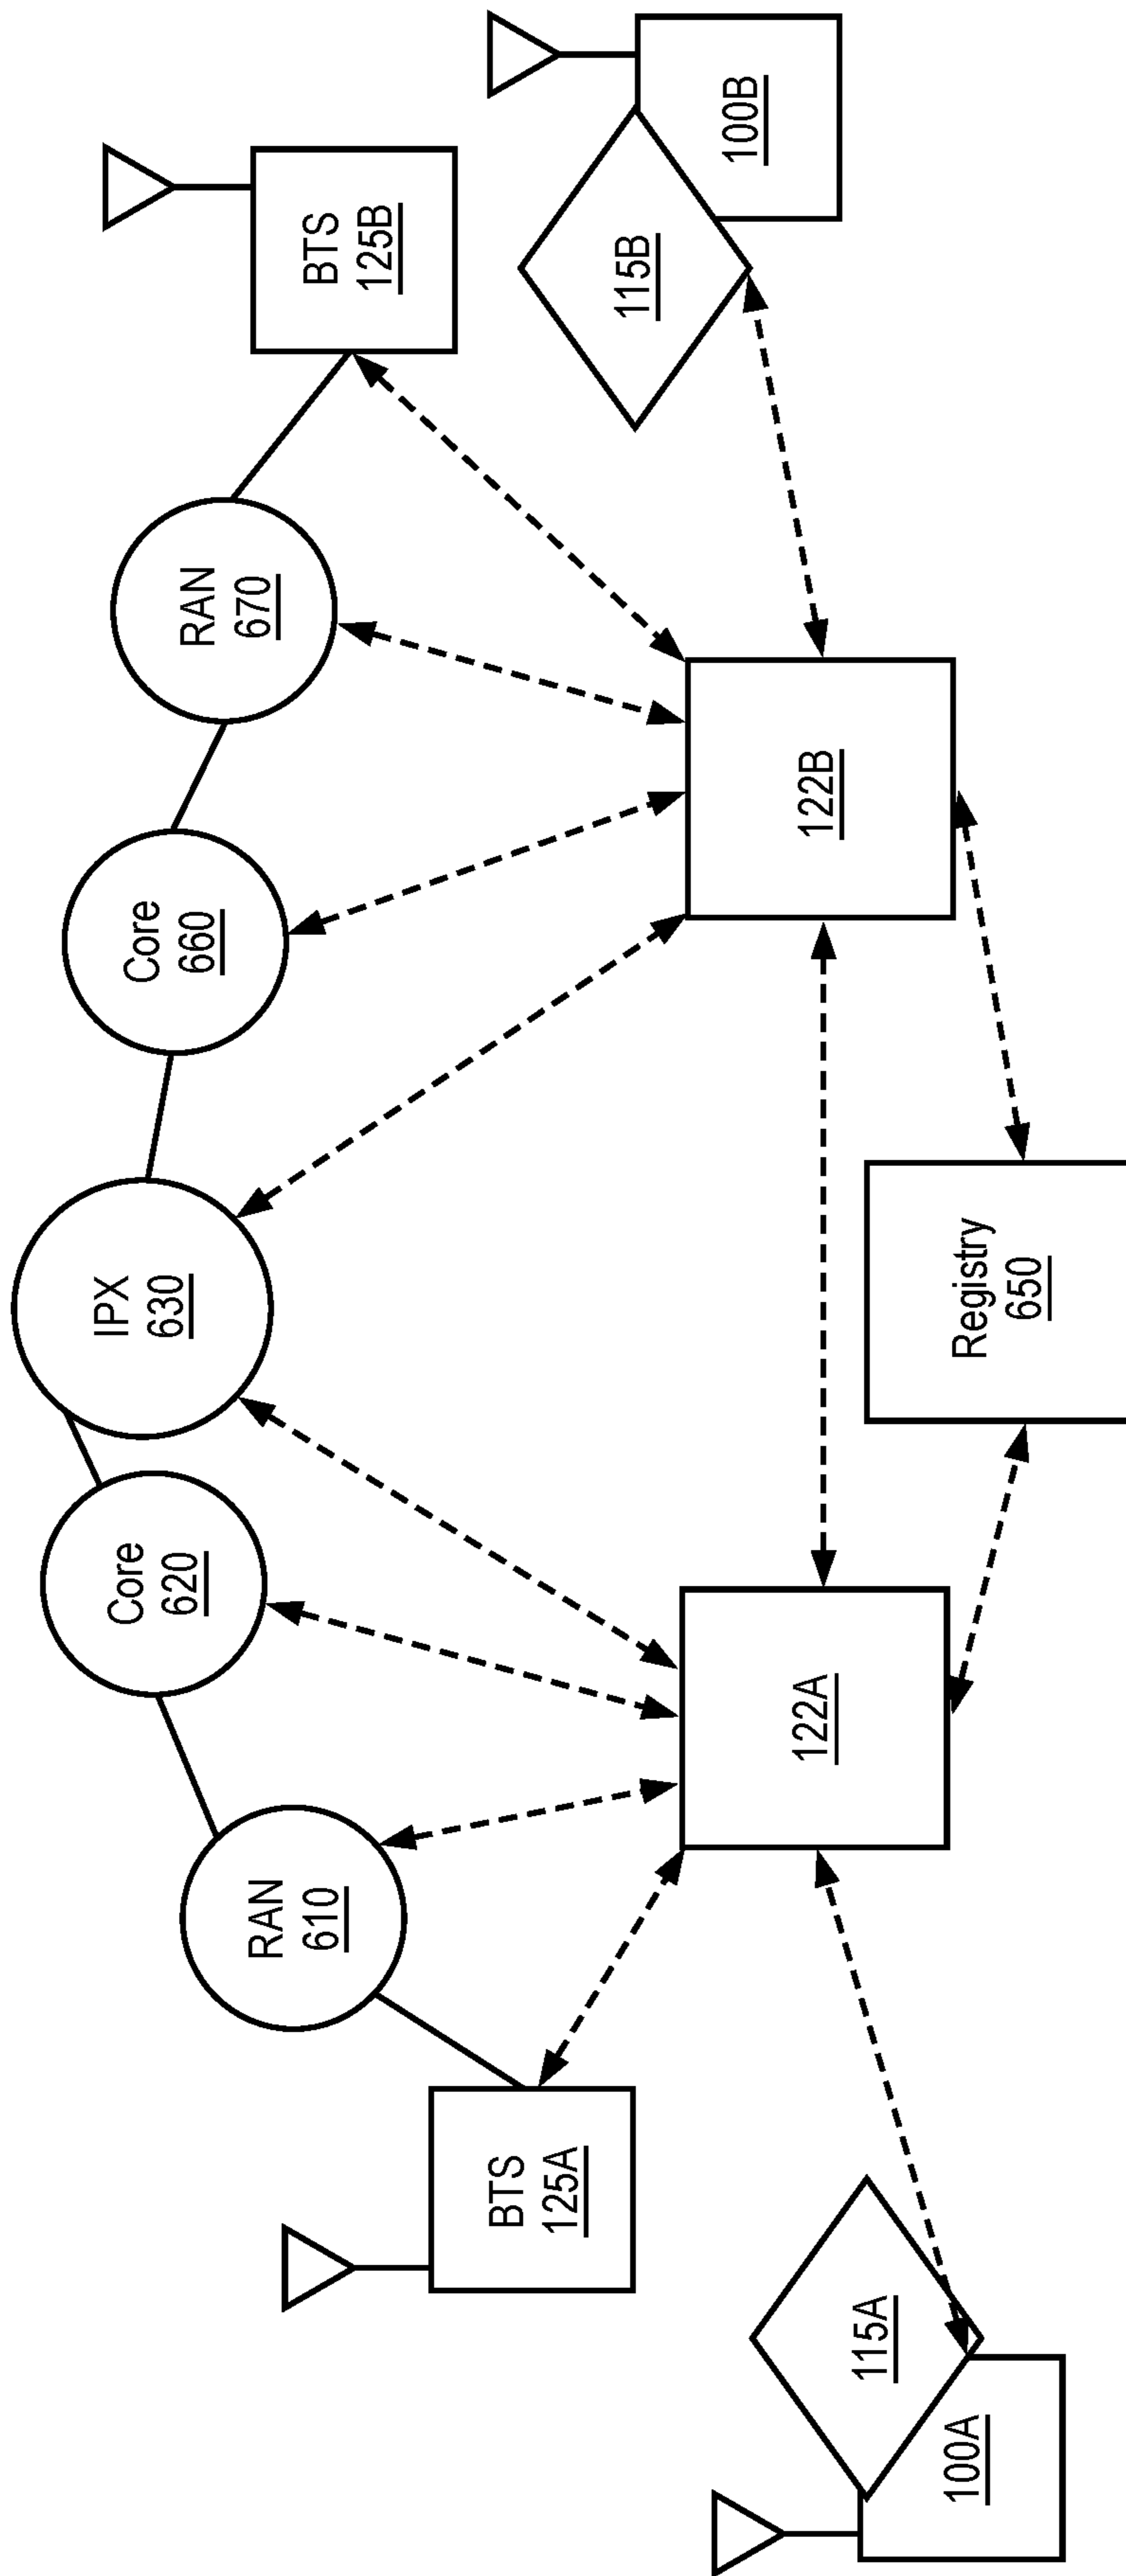 IPX
630
Core
620
Core
660
RAN
610
RAN
670
BTS
125A
BTS
125B
115A
100A
115B
100B
122A
122B
Registry
650